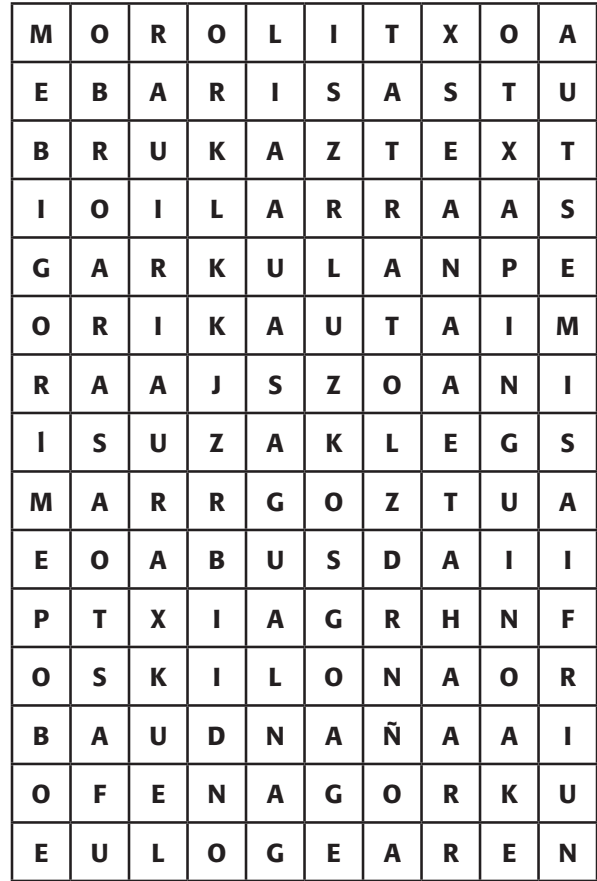 M O R O L I T X O A
E B A R I S A S T U
B R U K A Z T E X T
I O I L A R R A A S
G A R K U L A N P E
O R I K A U T A I M
R A A J S Z O A N I
I S U Z A K L E G S
M A R R G O Z T U A
E O A B U S D A I I
P T X I A G R H N F
O S K I L O N A O R
B A U D N A Ñ A A I
O F E N A G O R K U
E U L O G E A R E N